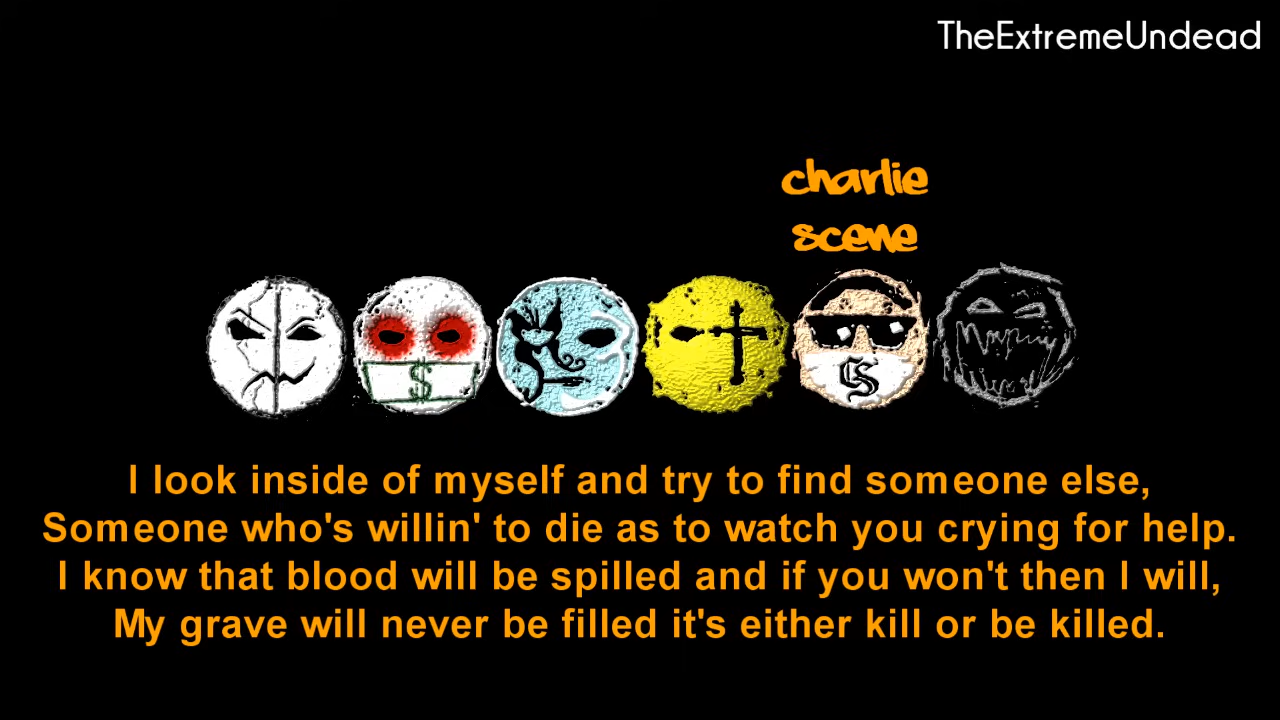 TheExtremeUndead
charlie
scene
$
CS
I look inside of myself and try to find someone else,
Someone who's willin' to die as to watch you crying for help.
I know that blood will be spilled and if you won't then I will,
My grave will never be filled it's either kill or be killed.